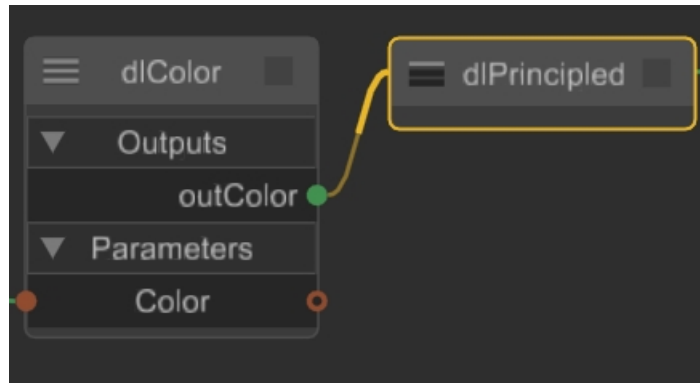 dlColor
dlPrincipled
Outputs
outColor
Parameters
Color